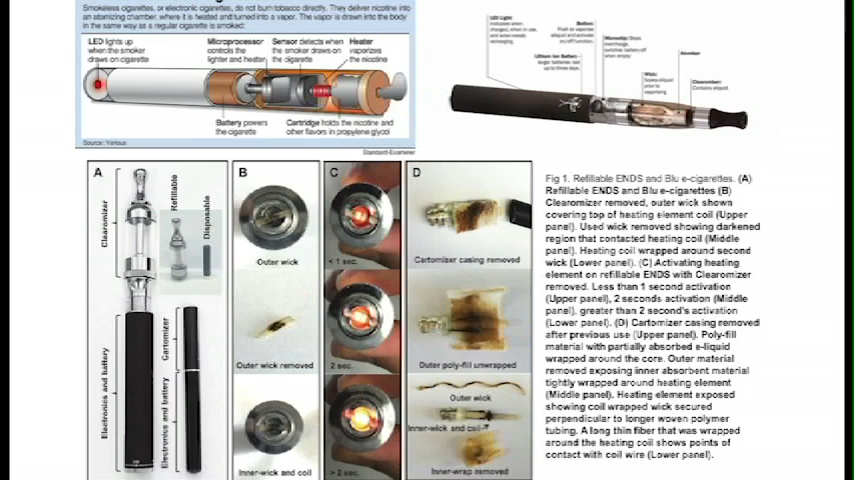 Smokeless cigarettes, or electronic cigarettes, do not burn tobacco directly. They deliver nicotine
into an atomizing chamber, where it is heated and turned into a vapor. The vapor is drawn into the body
in the same way as a regular cigarette is smoked:
LED lights up
when the smoker
draws on cigarette
Microprocessor
controls the
lighter and heater
Sensor detects when
the smoker draws on
the cigarette
Heater
vaporizes
the nicotine
Battery powers
the cigarette
Cartridge holds the nicotine and
other flavors in propylene glycol
Source: Various
Standard-Examiner
LED Light:
Battery:
Lithium Ion Battery
Atomizer
Wick:
Clearomizer:
Contains eliquid.
A
Clearomizer
Refillable
Disposable
Electronics and battery
Cartomizer
Electronics and battery
B
Outer wick
Outer wick removed
Inner-wick and coil
C
< 1 sec.
2 sec.
> 2 sec.
D
Cartomizer casing removed
Outer poly-fill unwrapped
Outer wick
Inner-wick and coil
Inner-wrap removed
Fig 1. Refillable ENDS and Blu e-cigarettes. (A)
Refillable ENDS and Blu e-cigarettes (B)
Clearomizer removed, outer wick shown
covering top of heating element coil (Upper
panel). Used wick removed showing darkened
region that contacted heating coil (Middle
panel). Heating coil wrapped around second
wick (Lower panel). (C) Activating heating
element on refillable ENDS with Clearomizer
removed. Less than 1 second activation
(Upper panel), 2 seconds activation (Middle
panel), greater than 2 second's activation
(Lower panel). (D) Cartomizer casing removed
after previous use (Upper panel). Poly-fill
material with partially absorbed e-liquid
wrapped around the core. Outer material
removed exposing inner absorbent material
tightly wrapped around heating element
(Middle panel). Heating element exposed
showing coil wrapped wick secured
perpendicular to longer woven polymer
tubing. A long thin fiber that was wrapped
around the heating coil shows points of
contact with coil wire (Lower panel).